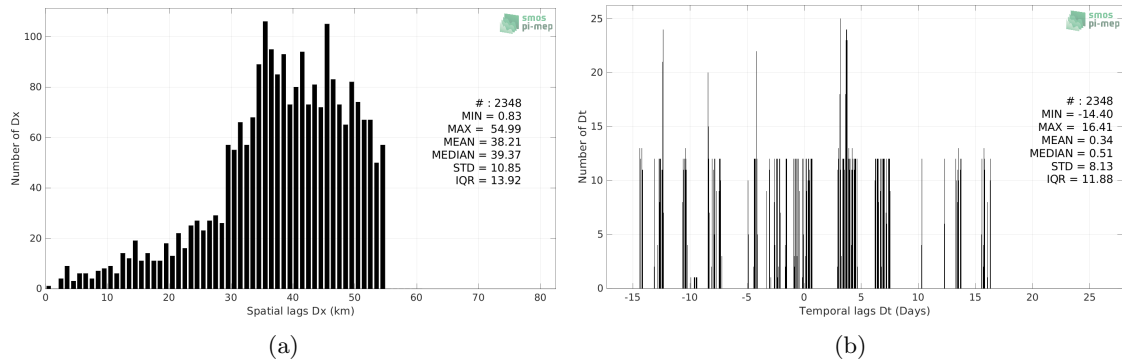 smos
pi-mep
Number of Dx
100
80
60
40
20
0
# : 2348
MIN = 0.83
MAX = 54.99
MEAN = 38.21
MEDIAN = 39.37
STD = 10.85
IQR = 13.92
0 10 20 30 40 50 60 70 80
Spatial lags Dx (km)
(a)
smos
pi-mep
Number of Dt
25
20
15
10
5
0
# : 2348
MIN = -14.40
MAX = 16.41
MEAN = 0.34
MEDIAN = 0.51
STD = 8.13
IQR = 11.88
-15 -10 -5 0 5 10 15 20 25
Temporal lags Dt (Days)
(b)